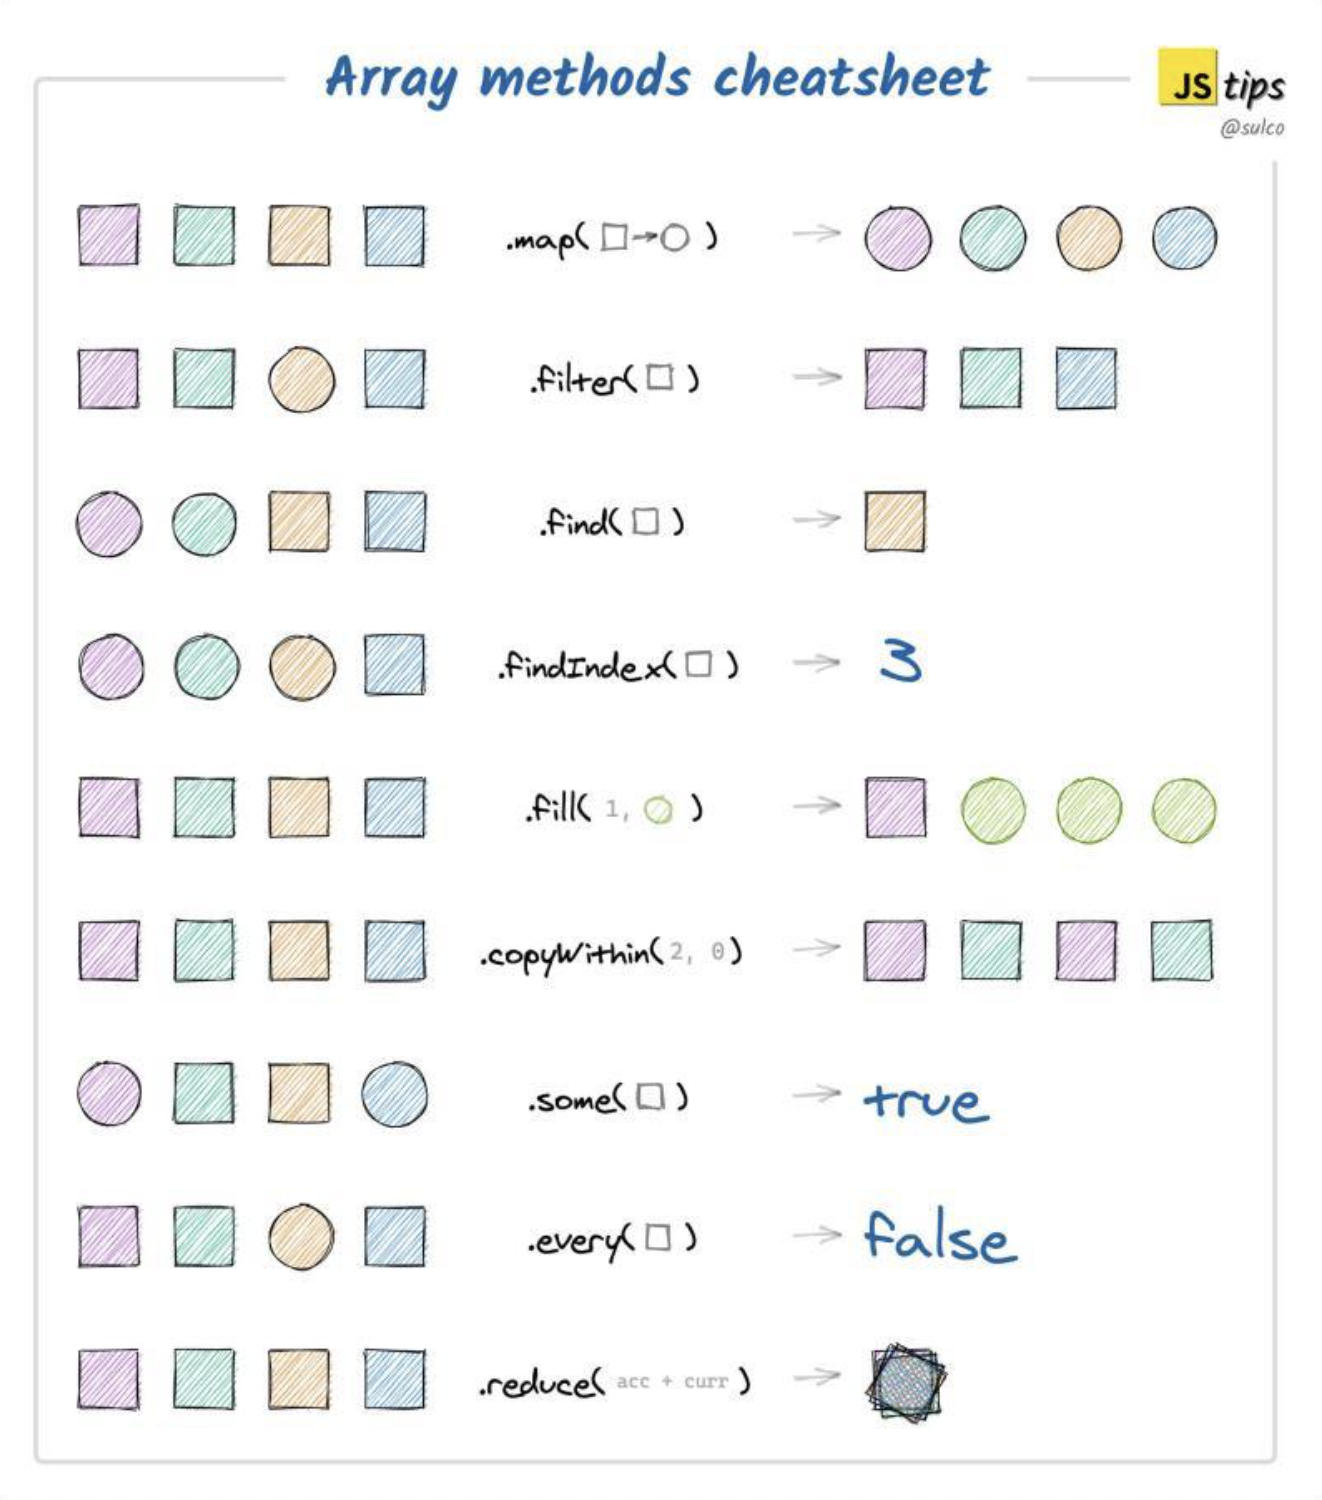 Array methods cheatsheet
JS tips
@sulco
.map( )
.filter( )
.find( )
.findIndex( )
3
.fill( 1, )
.copyWithin(2, 0)
.some( )
true
.every( )
false
.reduce( acc + curr )